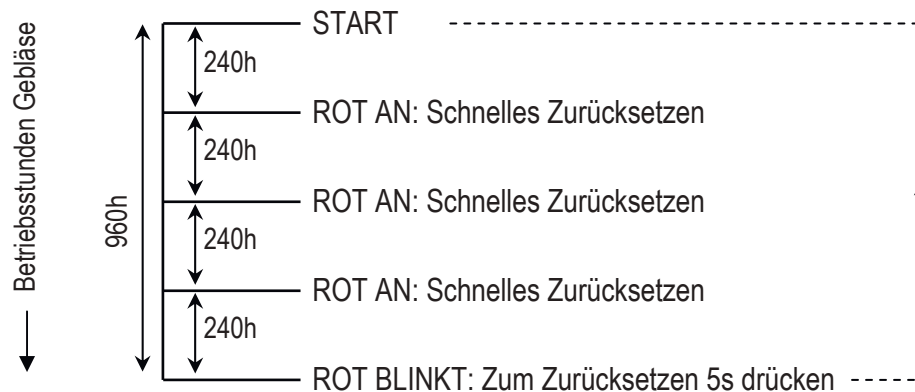 START
240h
ROT AN: Schnelles Zurücksetzen
240h
ROT AN: Schnelles Zurücksetzen
240h
ROT AN: Schnelles Zurücksetzen
240h
ROT BLINKT: Zum Zurücksetzen 5s drücken
960h
Betriebsstunden Gebläse